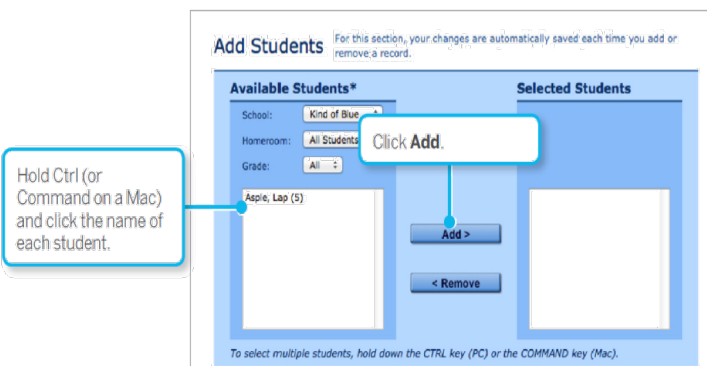 Add Students
For this section, your changes are automatically saved each time you add or
remove a record.
Available Students*
Selected Students
School: Kind of Blue
Homeroom: All Students
Grade: All
Click Add.
Hold Ctrl (or
Command on a Mac)
and click the name of
each student.
Aspie, Lap (5)
Add >
< Remove
To select multiple students, hold down the CTRL key (PC) or the COMMAND key (Mac).